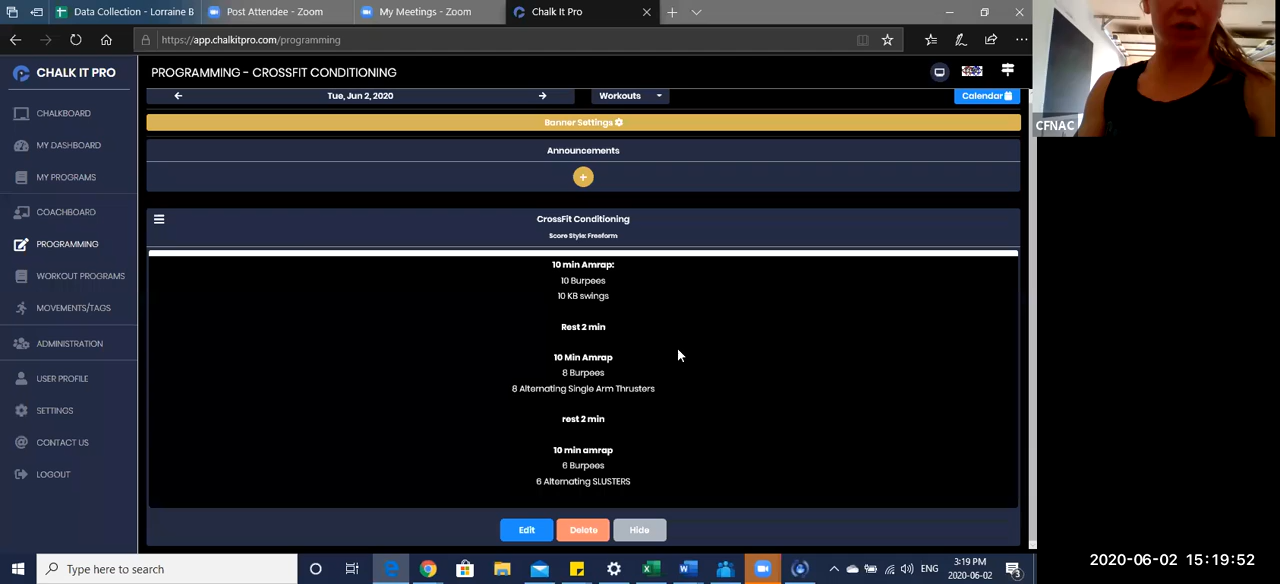 Data Collection - Lorraine B
Post Attendee - Zoom
My Meetings - Zoom
Chalk It Pro
https://app.chalkitpro.com/programming
CHALK IT PRO
PROGRAMMING - CROSSFIT CONDITIONING
Tue, Jun 2, 2020
Workouts
Calendar
Banner Settings
Announcements
CHALKBOARD
MY DASHBOARD
MY PROGRAMS
COACHBOARD
PROGRAMMING
WORKOUT PROGRAMS
MOVEMENTS/TAGS
ADMINISTRATION
USER PROFILE
SETTINGS
CONTACT US
LOGOUT
CrossFit Conditioning
Score Style: Freeform
10 min Amrap:
10 Burpees
10 KB swings
Rest 2 min
10 Min Amrap
8 Burpees
8 Alternating Single Arm Thrusters
rest 2 min
10 min amrap
6 Burpees
6 Alternating SLUSTERS
Edit
Delete
Hide
CFNAC
Type here to search
ENG
3:19 PM
2020-06-02
3
2020-06-02 15:19:52